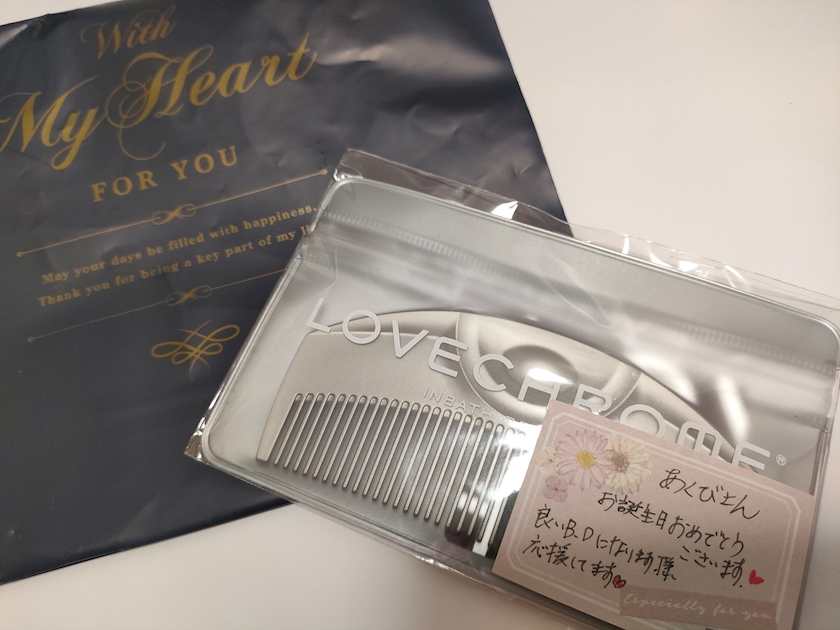 With
My Heart
FOR YOU
May your days be filled with happiness.
Thank you for being a key part of my
LOVECHROME®
INBATH
あくびさん
お誕生日おめでとう
ございます。
良いB.Dになります様、
応援してます
Especially for you